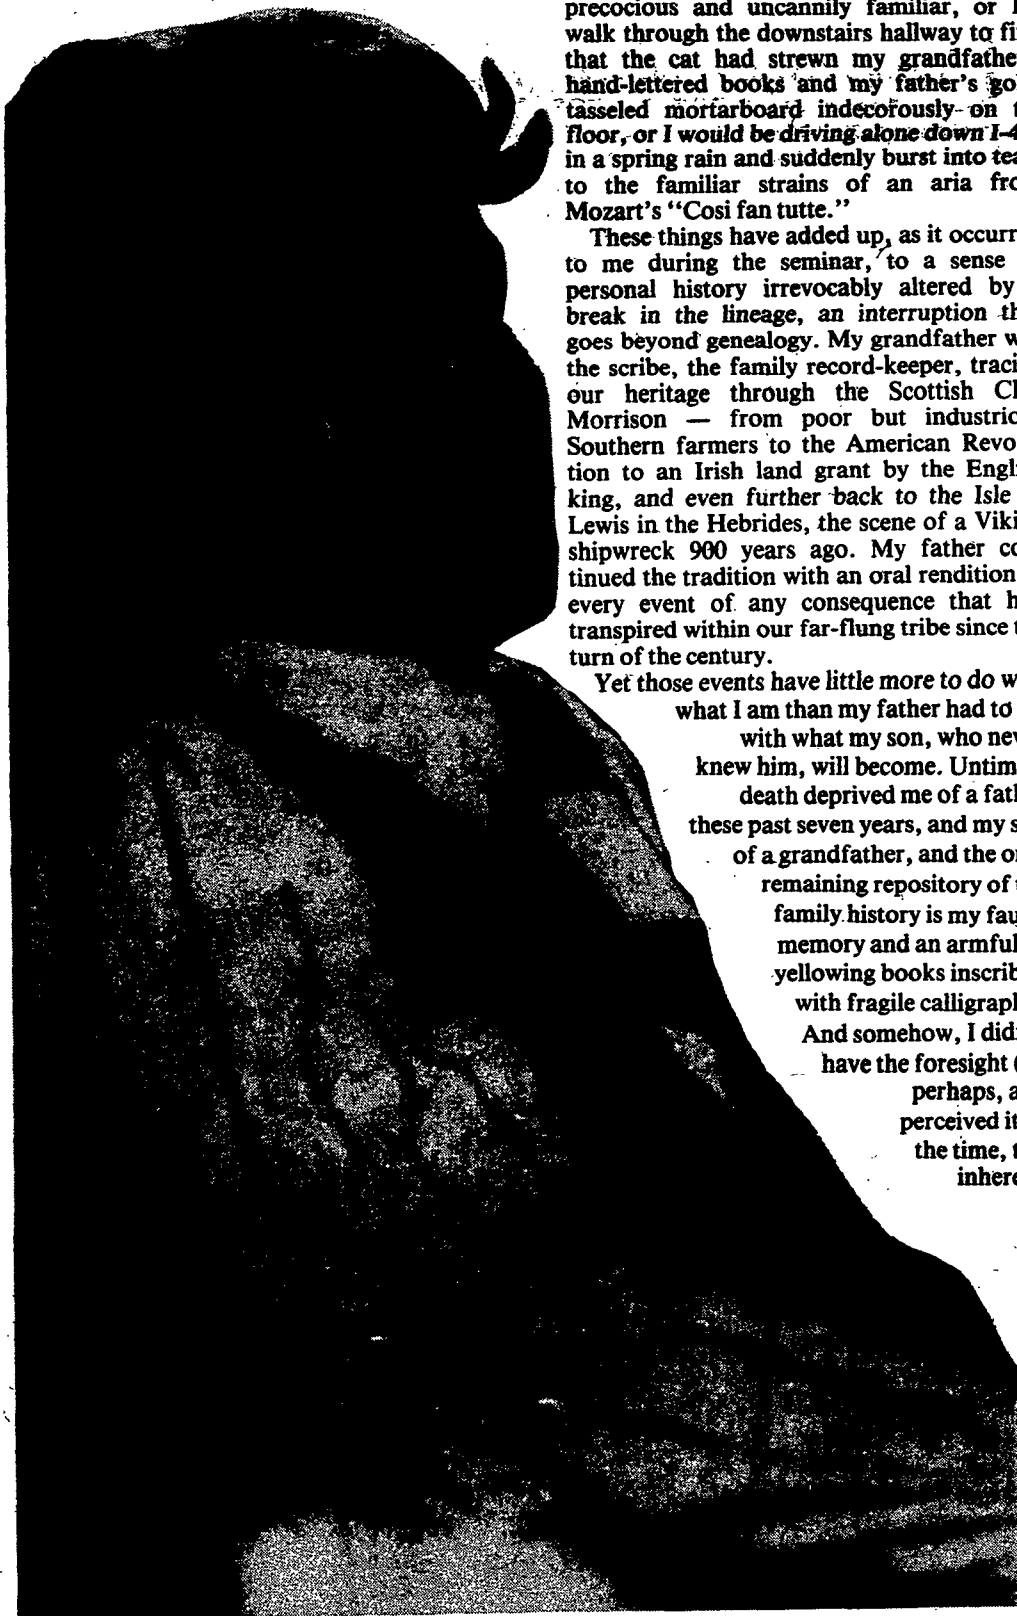 precocious and uncannily familiar, or I
walk through the downstairs hallway to fi
that the cat had strewn my grandfathe
hand-lettered books and my father's go
tasseled mortarboard indecorously on t
floor, or I would be driving alone down I-4
in a spring rain and suddenly burst into tea
to the familiar strains of an aria fro
Mozart's "Cosi fan tutte."
These things have added up, as it occurr
to me during the seminar, to a sense
personal history irrevocably altered by
break in the lineage, an interruption th
goes beyond genealogy. My grandfather w
the scribe, the family record-keeper, traci
our heritage through the Scottish Cl
Morrison — from poor but industrio
Southern farmers to the American Revo
tion to an Irish land grant by the Engli
king, and even further back to the Isle
Lewis in the Hebrides, the scene of a Viki
shipwreck 900 years ago. My father co
tinued the tradition with an oral rendition
every event of any consequence that h
transpired within our far-flung tribe since t
turn of the century.
Yet those events have little more to do w
what I am than my father had to
with what my son, who nev
knew him, will become. Untim
death deprived me of a fath
these past seven years, and my s
of a grandfather, and the on
remaining repository of t
family history is my fau
memory and an armful
yellowing books inscrib
with fragile calligraph
And somehow, I did
have the foresight (
perhaps, a
perceived it
the time, t
inhere